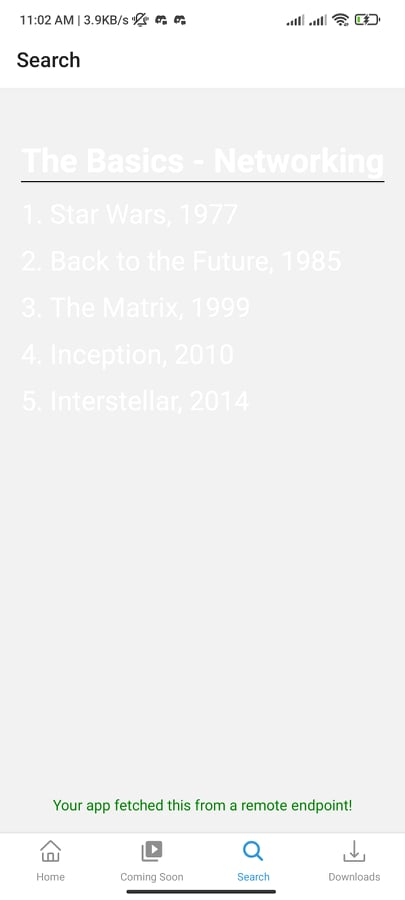 11:02 AM | 3.9KB/s
Search
The Basics - Networking
1. Star Wars, 1977
2. Back to the Future, 1985
3. The Matrix, 1999
4. Inception, 2010
5. Interstellar, 2014
Your app fetched this from a remote endpoint!
Home
Coming Soon
Search
Downloads